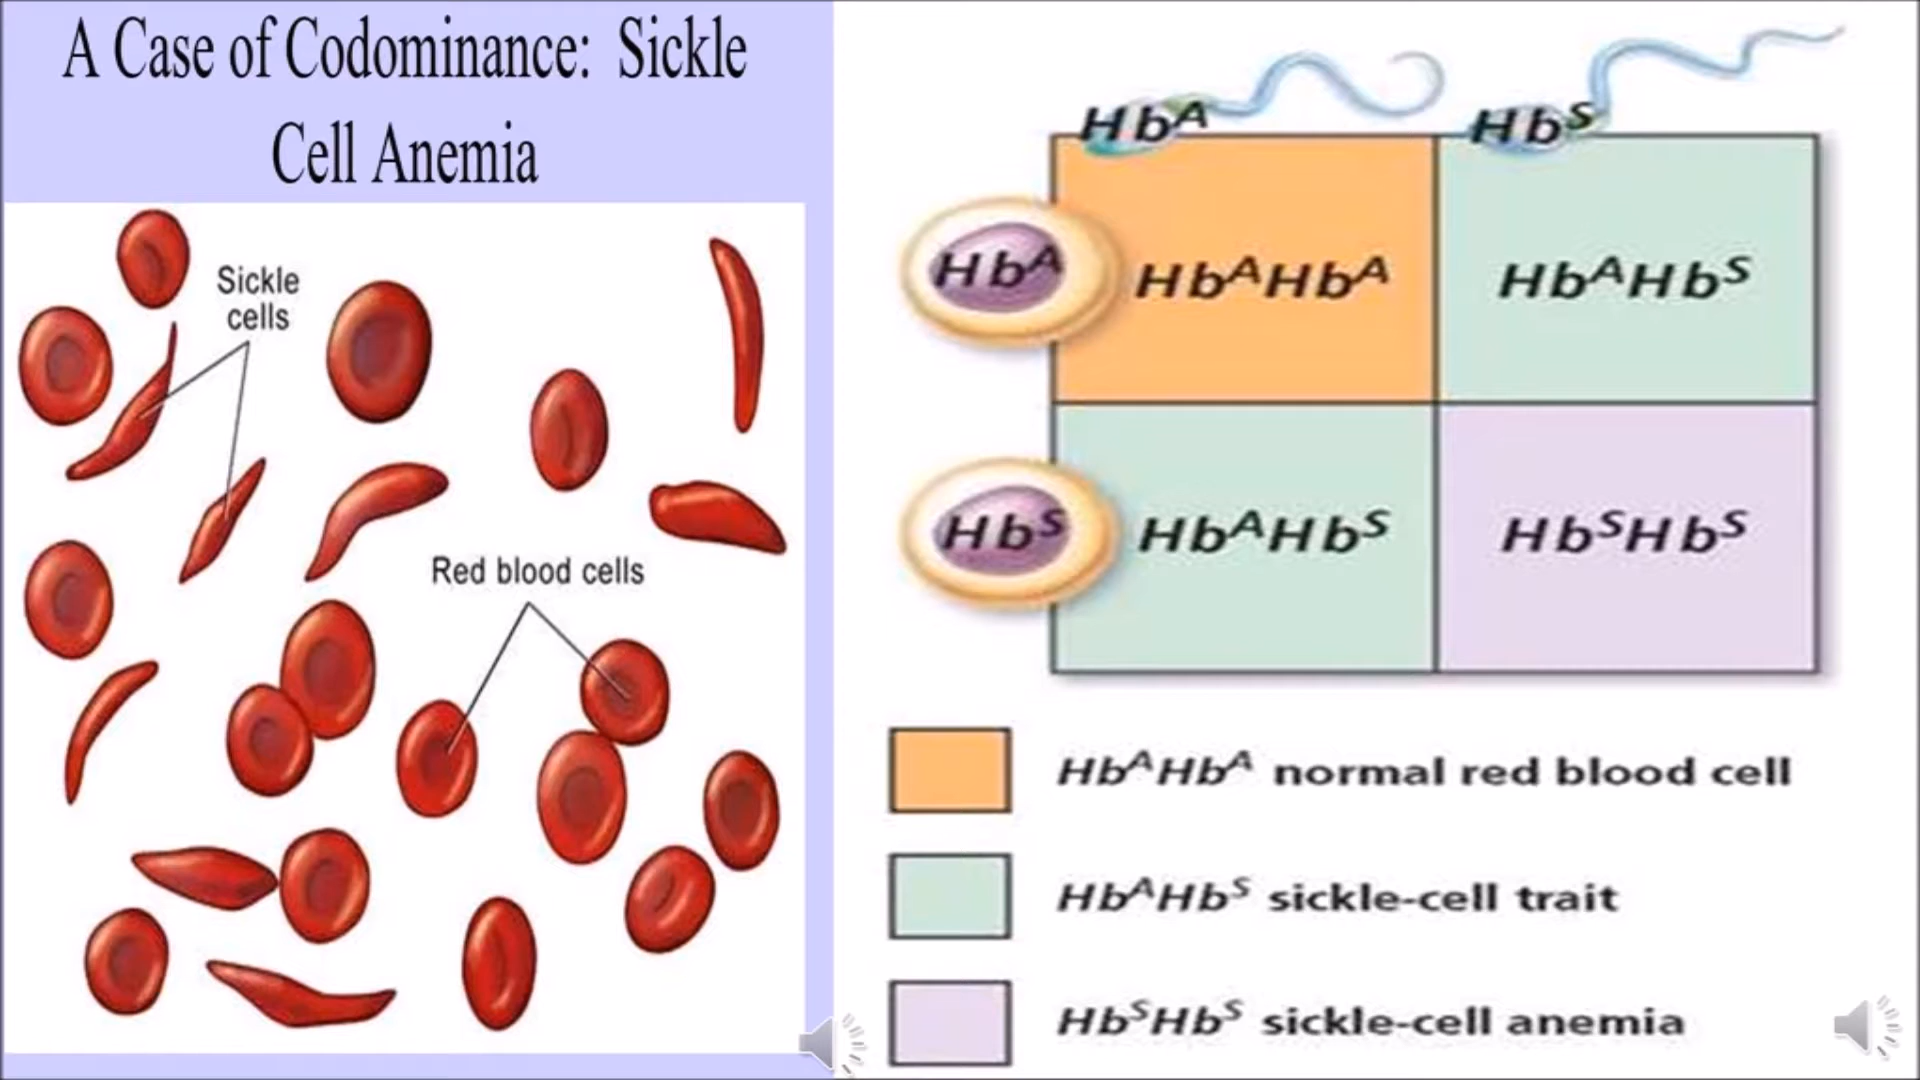 A Case of Codominance: Sickle
Cell Anemia
Sickle
cells
Red blood cells
Hbᴬ
Hbˢ
Hbᴬ
HbᴬHbᴬ
HbᴬHbˢ
Hbˢ
HbᴬHbˢ
HbˢHbˢ
HbᴬHbᴬ normal red blood cell
HbᴬHbˢ sickle-cell trait
HbˢHbˢ sickle-cell anemia